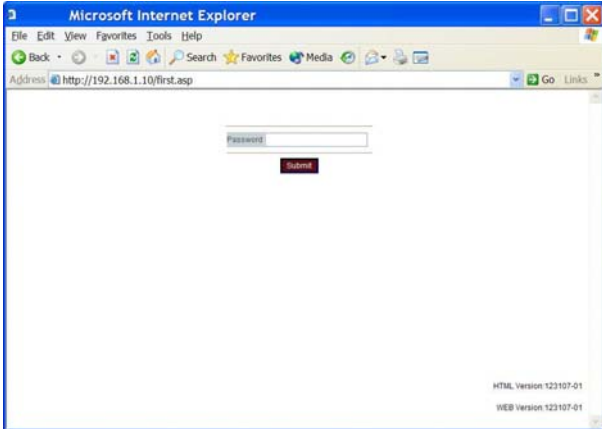 Microsoft Internet Explorer
File Edit View Favorites Tools Help
Back Search Favorites Media
Address http://192.168.1.10/first.asp Go Links »
Password
Submit
HTML Version:123107-01
WEB Version:123107-01